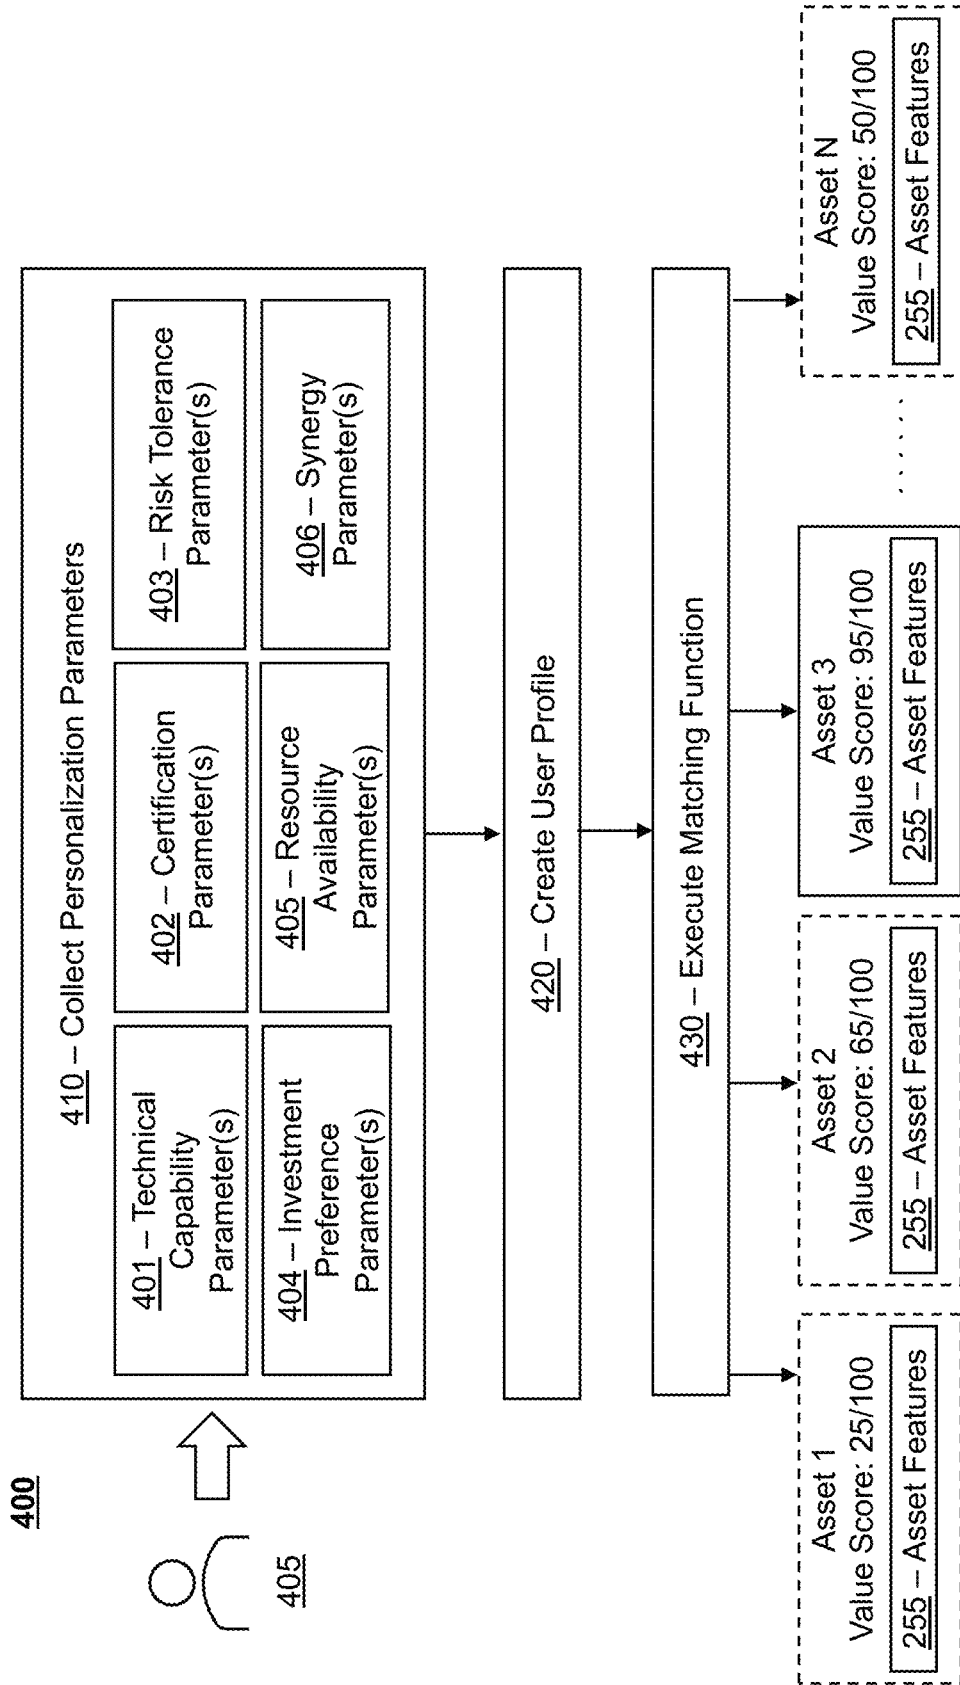 400
405
410 – Collect Personalization Parameters
401 – Technical
Capability
Parameter(s)
402 – Certification
Parameter(s)
403 – Risk Tolerance
Parameter(s)
404 – Investment
Preference
Parameter(s)
405 – Resource
Availability
Parameter(s)
406 – Synergy
Parameter(s)
420 – Create User Profile
430 – Execute Matching Function
Asset 1
Value Score: 25/100
255 – Asset Features
Asset 2
Value Score: 65/100
255 – Asset Features
Asset 3
Value Score: 95/100
255 – Asset Features
. . . . . .
Asset N
Value Score: 50/100
255 – Asset Features